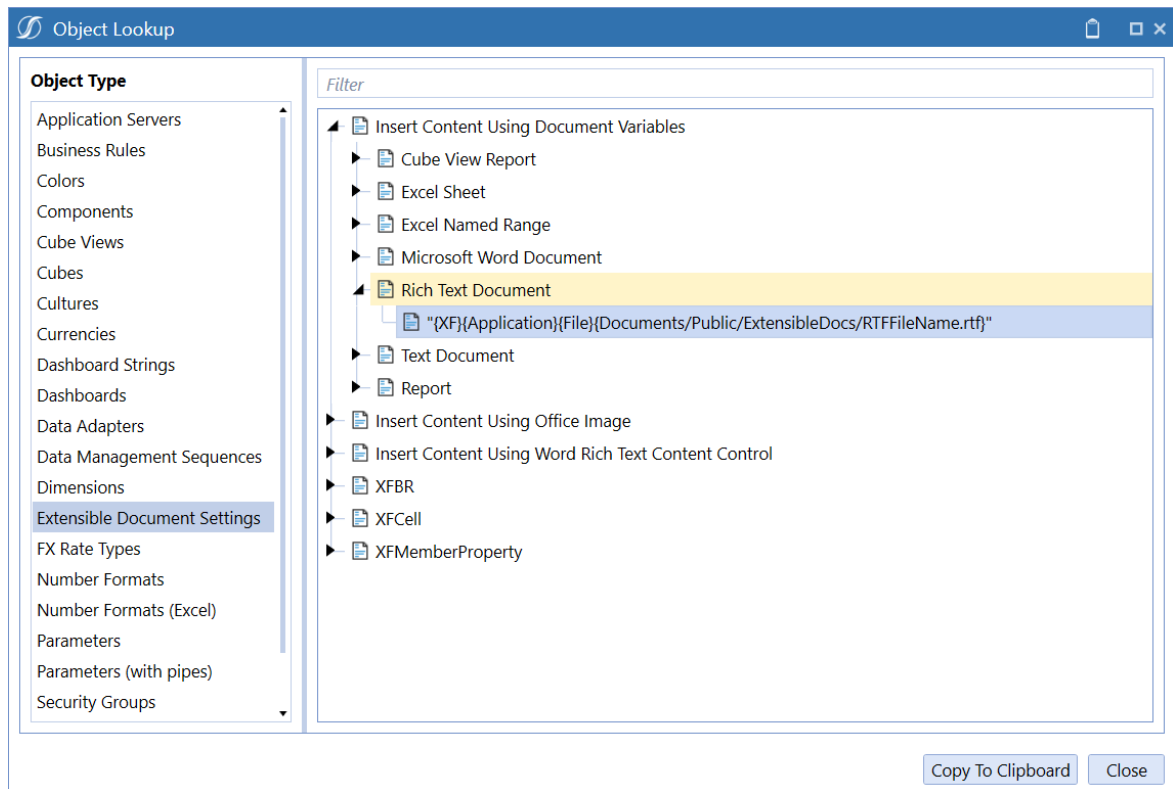 Object Lookup
Object Type
Application Servers
Business Rules
Colors
Components
Cube Views
Cubes
Cultures
Currencies
Dashboard Strings
Dashboards
Data Adapters
Data Management Sequences
Dimensions
Extensible Document Settings
FX Rate Types
Number Formats
Number Formats (Excel)
Parameters
Parameters (with pipes)
Security Groups
Filter
Insert Content Using Document Variables
Cube View Report
Excel Sheet
Excel Named Range
Microsoft Word Document
Rich Text Document
"{XF}{Application}{File}{Documents/Public/ExtensibleDocs/RTFFileName.rtf}"
Text Document
Report
Insert Content Using Office Image
Insert Content Using Word Rich Text Content Control
XFBR
XFCell
XFMemberProperty
Copy To Clipboard
Close